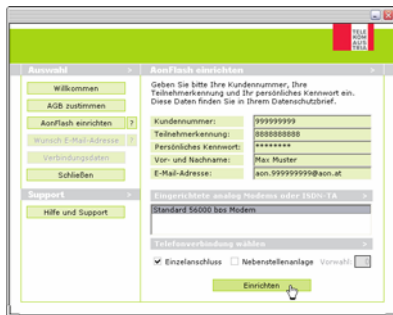 TELE
KOM
AUS
TRIA
Auswahl >
Willkommen
AGB zustimmen
AonFlash einrichten ?
Wunsch E-Mail-Adresse ?
Verbindungsdaten
Schließen
Support >
Hilfe und Support
AonFlash einrichten >
Geben Sie bitte Ihre Kundennummer, Ihre
Teilnehmerkennung und Ihr persönliches Kennwort ein.
Diese Daten finden Sie in Ihrem Datenschutzbrief.
Kundennummer: 999999999
Teilnehmerkennung: 8888888888
Persönliches Kennwort: ********
Vor- und Nachname: Max Muster
E-Mail-Adresse: aon.999999999@aon.at
Eingerichtete analog Modems oder ISDN-TA >
Standard 56000 bps Modem
Telefonverbindung wählen >
Einzelanschluss Nebenstellenanlage Vorwahl: 0
Einrichten